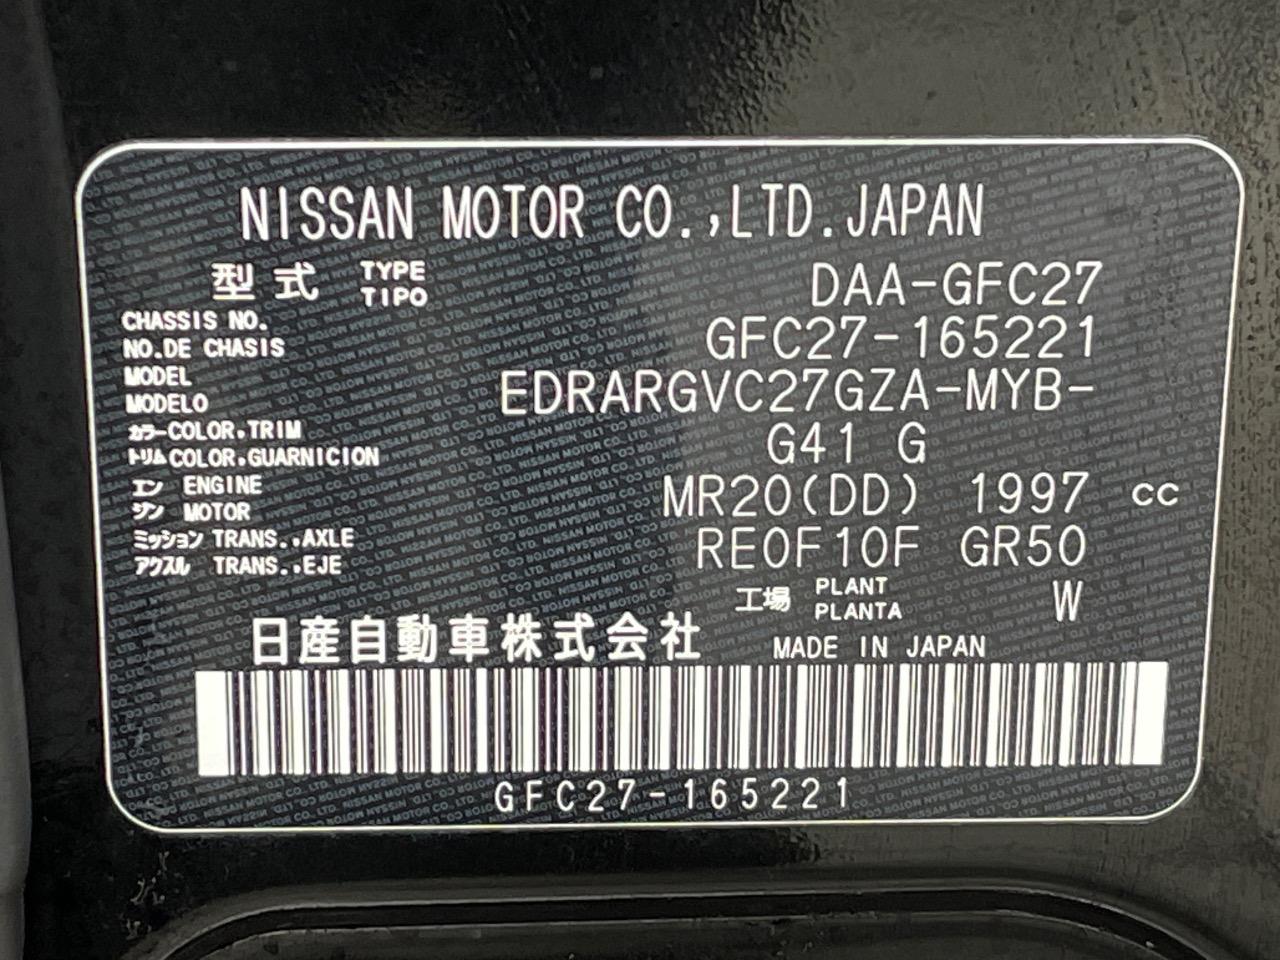 NISSAN MOTOR CO.,LTD.JAPAN
型式 TYPE TIPO DAA-GFC27
CHASSIS NO.
NO.DE CHASIS GFC27-165221
MODEL
MODELO EDRARGVC27GZA-MYB-
カラー COLOR.TRIM
トリム COLOR.GUARNICION G41 G
エン ENGINE
ジン MOTOR MR20(DD) 1997 CC
ミッション TRANS..AXLE
アクスル TRANS..EJE RE0F10F GR50
工場 PLANT PLANTA W
日産自動車株式会社 MADE IN JAPAN
GFC27-165221